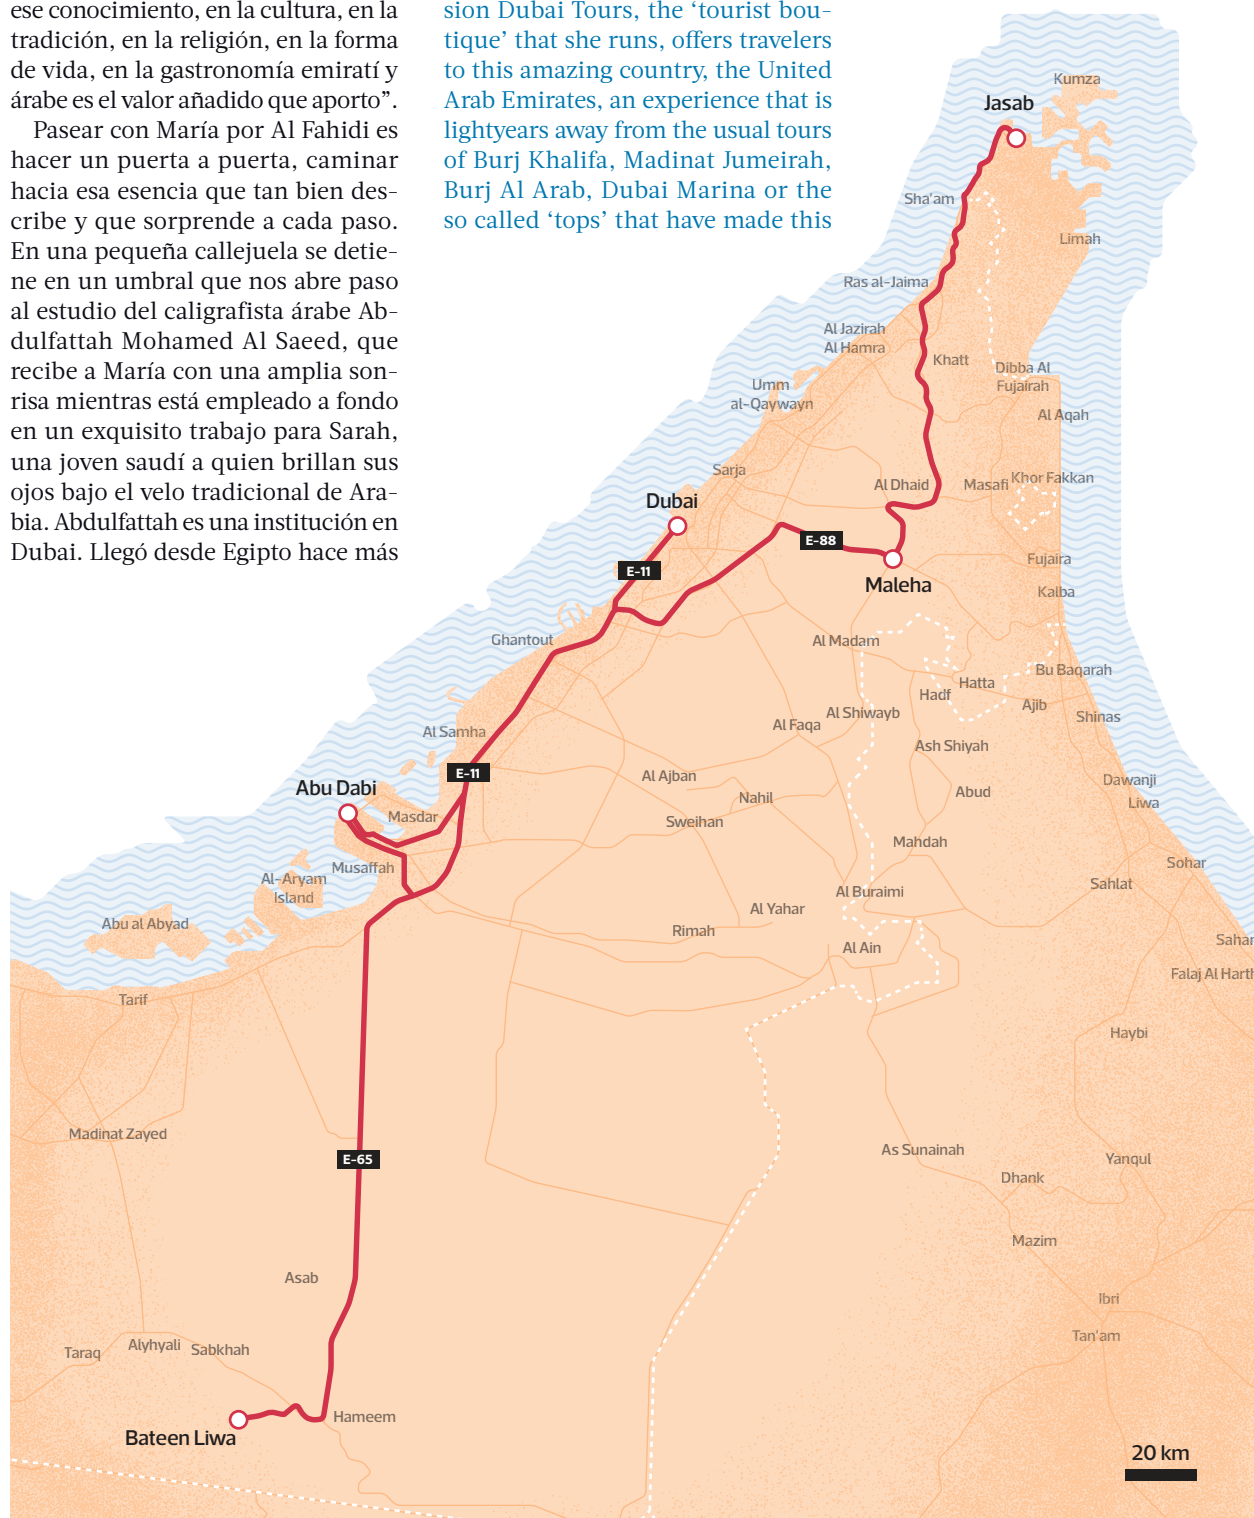 ese conocimiento, en la cultura, en la
tradición, en la religión, en la forma
de vida, en la gastronomía emiratí y
árabe es el valor añadido que aporto”.
Pasear con María por Al Fahidi es
hacer un puerta a puerta, caminar
hacia esa esencia que tan bien des-
cribe y que sorprende a cada paso.
En una pequeña callejuela se detie-
ne en un umbral que nos abre paso
al estudio del caligrafista árabe Ab-
dulfattah Mohamed Al Saeed, que
recibe a María con una amplia son-
risa mientras está empleado a fondo
en un exquisito trabajo para Sarah,
una joven saudí a quien brillan sus
ojos bajo el velo tradicional de Ara-
bia. Abdulfattah es una institución en
Dubai. Llegó desde Egipto hace más
sion Dubai Tours, the ‘tourist bou-
tique’ that she runs, offers travelers
to this amazing country, the United
Arab Emirates, an experience that is
lightyears away from the usual tours
of Burj Khalifa, Madinat Jumeirah,
Burj Al Arab, Dubai Marina or the
so called ‘tops’ that have made this
Kumza
Jasab
Sha'am
Limah
Ras al-Jaima
Al Jazirah
Al Hamra
Khatt
Dibba Al
Fujairah
Umm
al-Qaywayn
Al Aqah
Sarja
Al Dhaid
Masafi
Khor Fakkan
Dubai
E-88
E-11
Fujaira
Maleha
Kalba
Ghantout
Al Madam
Bu Baqarah
Hatta
Hadf
Ajib
Al Shiwayb
Shinas
Al Faqa
Al Samha
Ash Shiyah
E-11
Al Ajban
Dawanji
Abu Dabi
Nahil
Abud
Liwa
Masdar
Sweihan
Mahdah
Musaffah
Sohar
Al-Aryam
Island
Al Buraimi
Sahlat
Al Yahar
Abu al Abyad
Rimah
Al Ain
Sahar
Falaj Al Harth
Tarif
Haybi
Madinat Zayed
As Sunainah
E-65
Yanqul
Dhank
Mazim
Asab
Ibri
Tan'am
Alyhyali
Sabkhah
Taraq
Hameem
Bateen Liwa
20 km